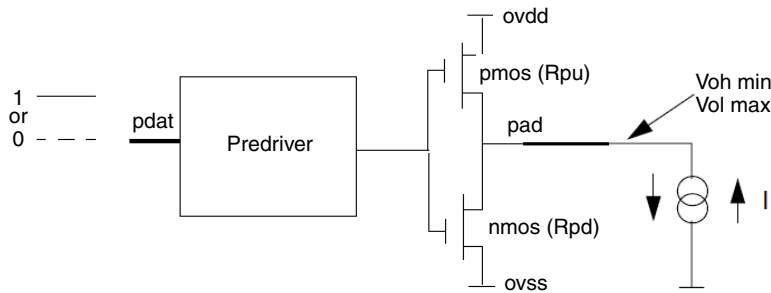 ovdd
pmos (Rpu)
Voh min
Vol max
1
or
0
pdat
Predriver
pad
I
nmos (Rpd)
ovss